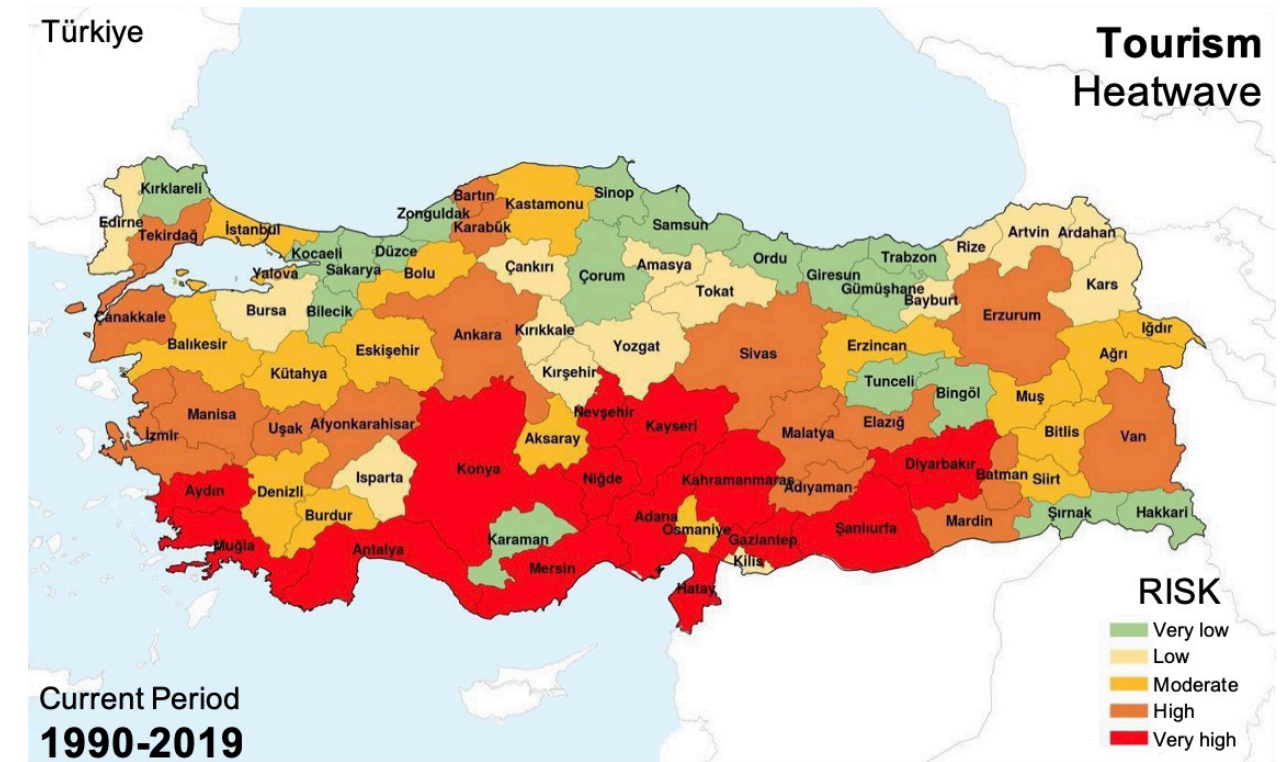 Türkiye
Tourism
Heatwave
Kırklareli
Edirne
Tekirdağ
İstanbul
Kocaeli
Yalova
Sakarya
Düzce
Zonguldak
Bartın
Karabük
Kastamonu
Sinop
Samsun
Bolu
Çankırı
Çorum
Amasya
Tokat
Ordu
Giresun
Trabzon
Gümüşhane
Bayburt
Rize
Artvin
Ardahan
Kars
Çanakkale
Bursa
Bilecik
Balıkesir
Kütahya
Eskişehir
Ankara
Kırıkkale
Kırşehir
Yozgat
Sivas
Erzincan
Erzurum
Iğdır
Ağrı
Tunceli
Bingöl
Muş
Bitlis
Van
Manisa
İzmir
Uşak
Afyonkarahisar
Nevşehir
Kayseri
Aksaray
Malatya
Elazığ
Diyarbakır
Batman
Siirt
Aydın
Denizli
Isparta
Burdur
Konya
Niğde
Kahramanmaraş
Adıyaman
Mardin
Şırnak
Hakkari
Muğla
Antalya
Karaman
Mersin
Adana
Osmaniye
Gaziantep
Şanlıurfa
Kilis
Hatay
RISK
Very low
Low
Moderate
High
Very high
Current Period
1990-2019